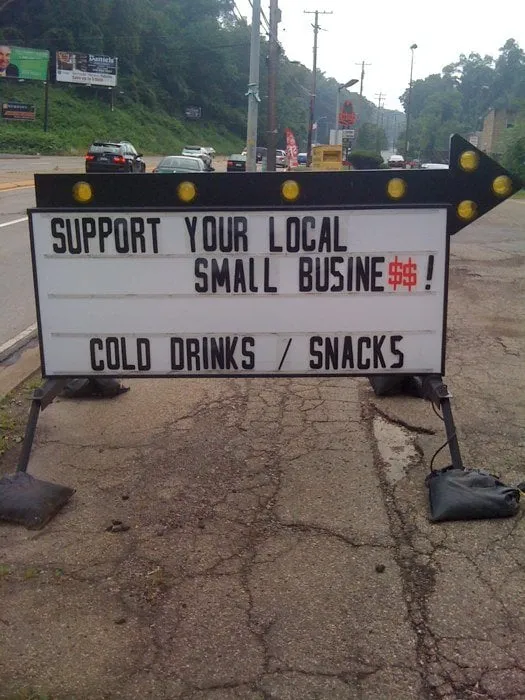 SUPPORT YOUR LOCAL
SMALL BUSINE$$!
COLD DRINKS / SNACKS